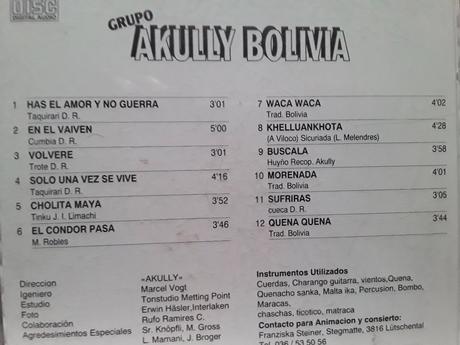 DISC
DIGITAL AUDIO
GRUPO
AKULLY BOLIVIA
1 HAS EL AMOR Y NO GUERRA 3'01
Taquirari D. R.
2 EN EL VAIVEN 5'00
Cumbia D. R.
3 VOLVERE 3'01
Trote D. R.
4 SOLO UNA VEZ SE VIVE 4'16
Taquirari D. R.
5 CHOLITA MAYA 3'52
Tinku J. I. Limachi
6 EL CONDOR PASA 3'46
M. Robles
7 WACA WACA 4'02
Trad. Bolivia
8 KHELLUANKHOTA 4'28
(A Viloco) Sicuriada (L. Melendres)
9 BUSCALA 3'58
Huyño Recop. Akully
10 MORENADA 4'01
Trad. Bolivia
11 SUFRIRAS 3'05
cueca D. R.
12 QUENA QUENA 3'44
Trad. Bolivia
Direccion «AKULLY»
Igeniero Marcel Vogt
Estudio Tonstudio Metting Point
Foto Erwin Häsler, Interlaken
Colaboración Rufo Ramires C.
Agredesimientos Especiales Sr. Knöpfli, M. Gross
L. Mamani, J. Broger
Instrumentos Utilizados
Cuerdas, Charango guitarra, vientos,Quena,
Quenacho sanka, Malta ika, Percusion, Bombo,
Maracas,
chaschas, ticotico, matraca
Contacto para Animacion y consierto:
Franziska Steiner, Stegmatte, 3816 Lütschental
Tel. 036 / 53 50 56